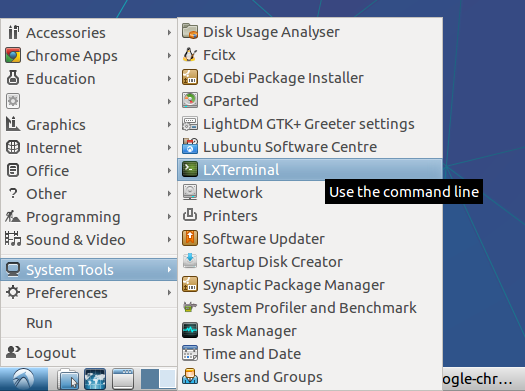 Accessories
Chrome Apps
Education
Graphics
Internet
Office
Other
Programming
Sound & Video
System Tools
Preferences
Run
Logout
Disk Usage Analyser
Fcitx
GDebi Package Installer
GParted
LightDM GTK+ Greeter settings
Lubuntu Software Centre
LXTerminal
Network
Printers
Software Updater
Startup Disk Creator
Synaptic Package Manager
System Profiler and Benchmark
Task Manager
Time and Date
Users and Groups
Use the command line
ogle-chr...